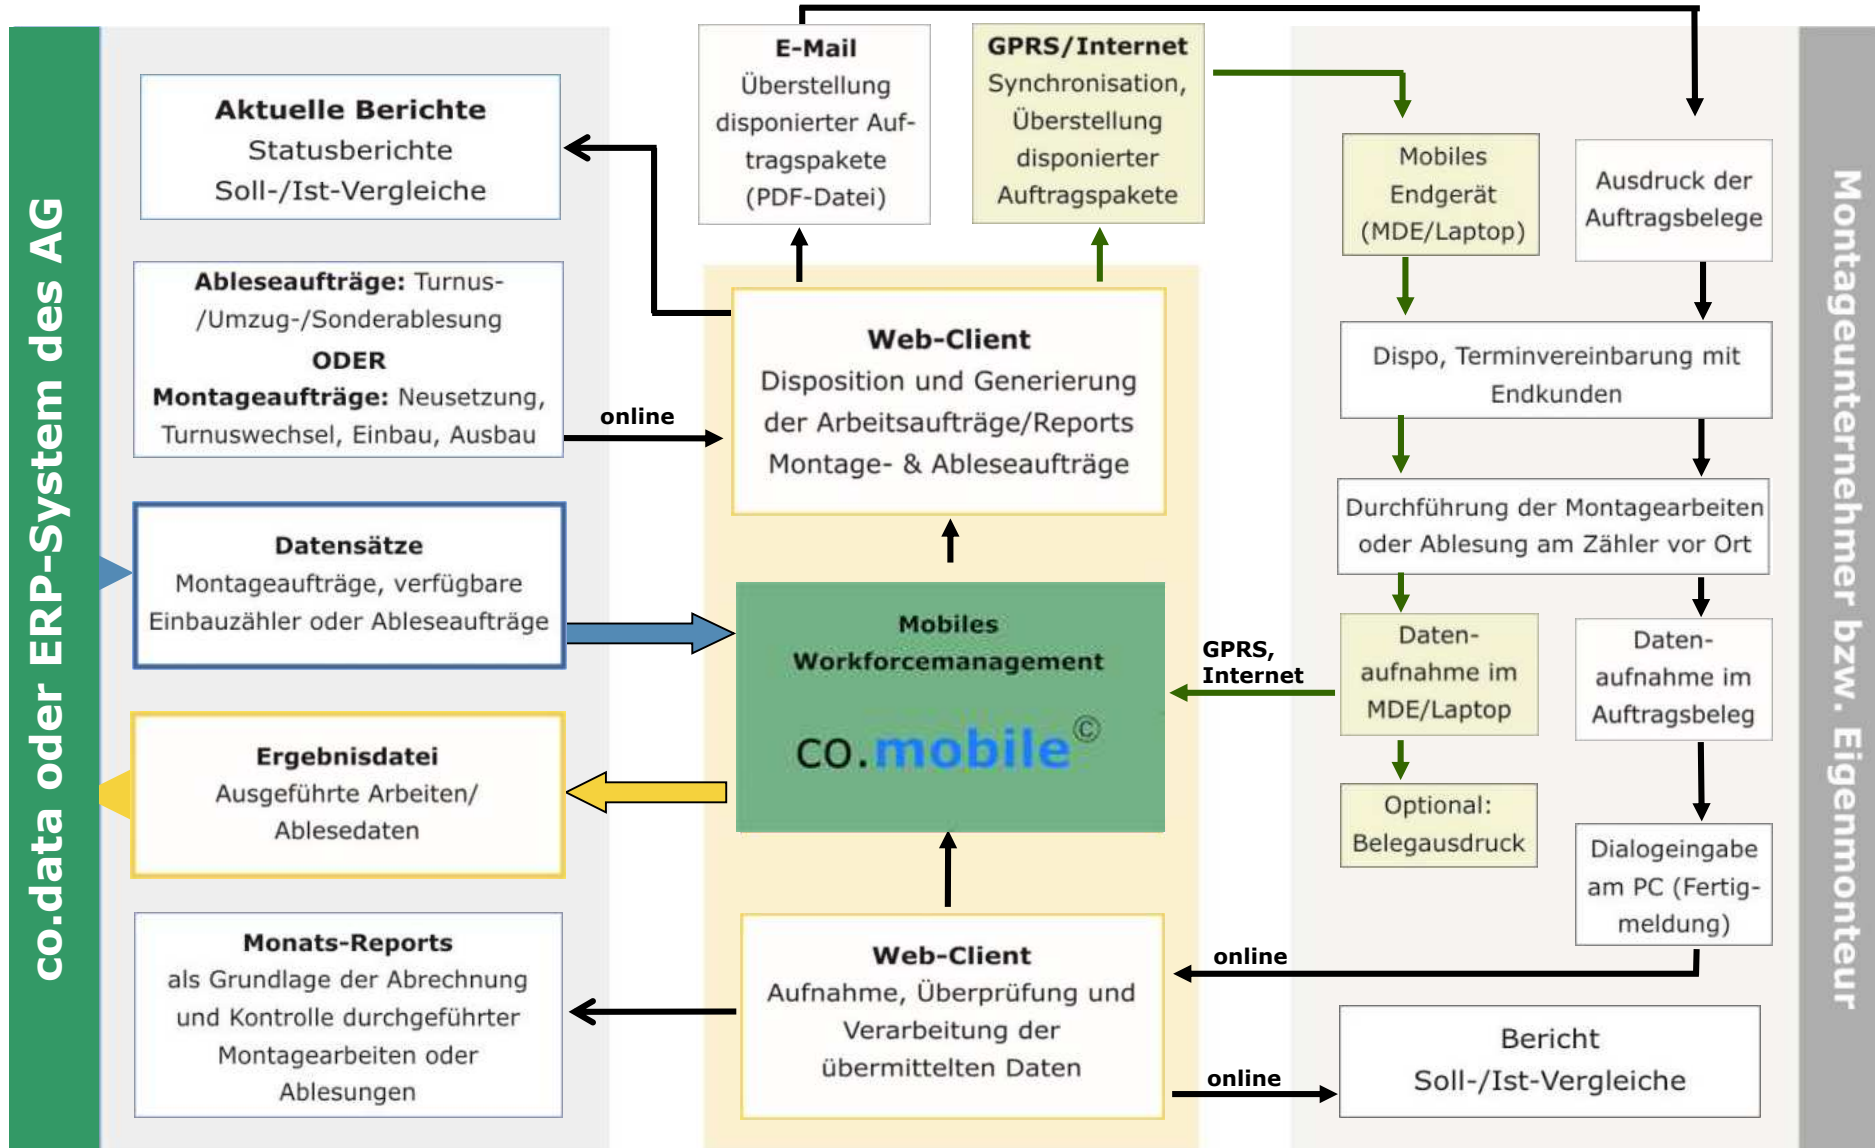 co.data oder ERP-System des AG
Aktuelle Berichte
Statusberichte
Soll-/Ist-Vergleiche
Ableseaufträge: Turnus-
/Umzug-/Sonderablesung
ODER
Montageaufträge: Neusetzung,
Turnuswechsel, Einbau, Ausbau
online
Datensätze
Montageaufträge, verfügbare
Einbauzähler oder Ableseaufträge
Ergebnisdatei
Ausgeführte Arbeiten/
Ablesedaten
Monats-Reports
als Grundlage der Abrechnung
und Kontrolle durchgeführter
Montagearbeiten oder
Ablesungen
E-Mail
Überstellung
disponierter Auf-
tragspakete
(PDF-Datei)
GPRS/Internet
Synchronisation,
Überstellung
disponierter
Auftragspakete
Web-Client
Disposition und Generierung
der Arbeitsaufträge/Reports
Montage- & Ableseaufträge
Mobiles
Workforcemanagement
co.mobile©
Web-Client
Aufnahme, Überprüfung und
Verarbeitung der
übermittelten Daten
Mobiles
Endgerät
(MDE/Laptop)
Ausdruck der
Auftragsbelege
Dispo, Terminvereinbarung mit
Endkunden
Durchführung der Montagearbeiten
oder Ablesung am Zähler vor Ort
GPRS,
Internet
Daten-
aufnahme im
MDE/Laptop
Daten-
aufnahme im
Auftragsbeleg
Optional:
Belegausdruck
Dialogeingabe
am PC (Fertig-
meldung)
online
online
Bericht
Soll-/Ist-Vergleiche
Montageunternehmer bzw. Eigenmonteur